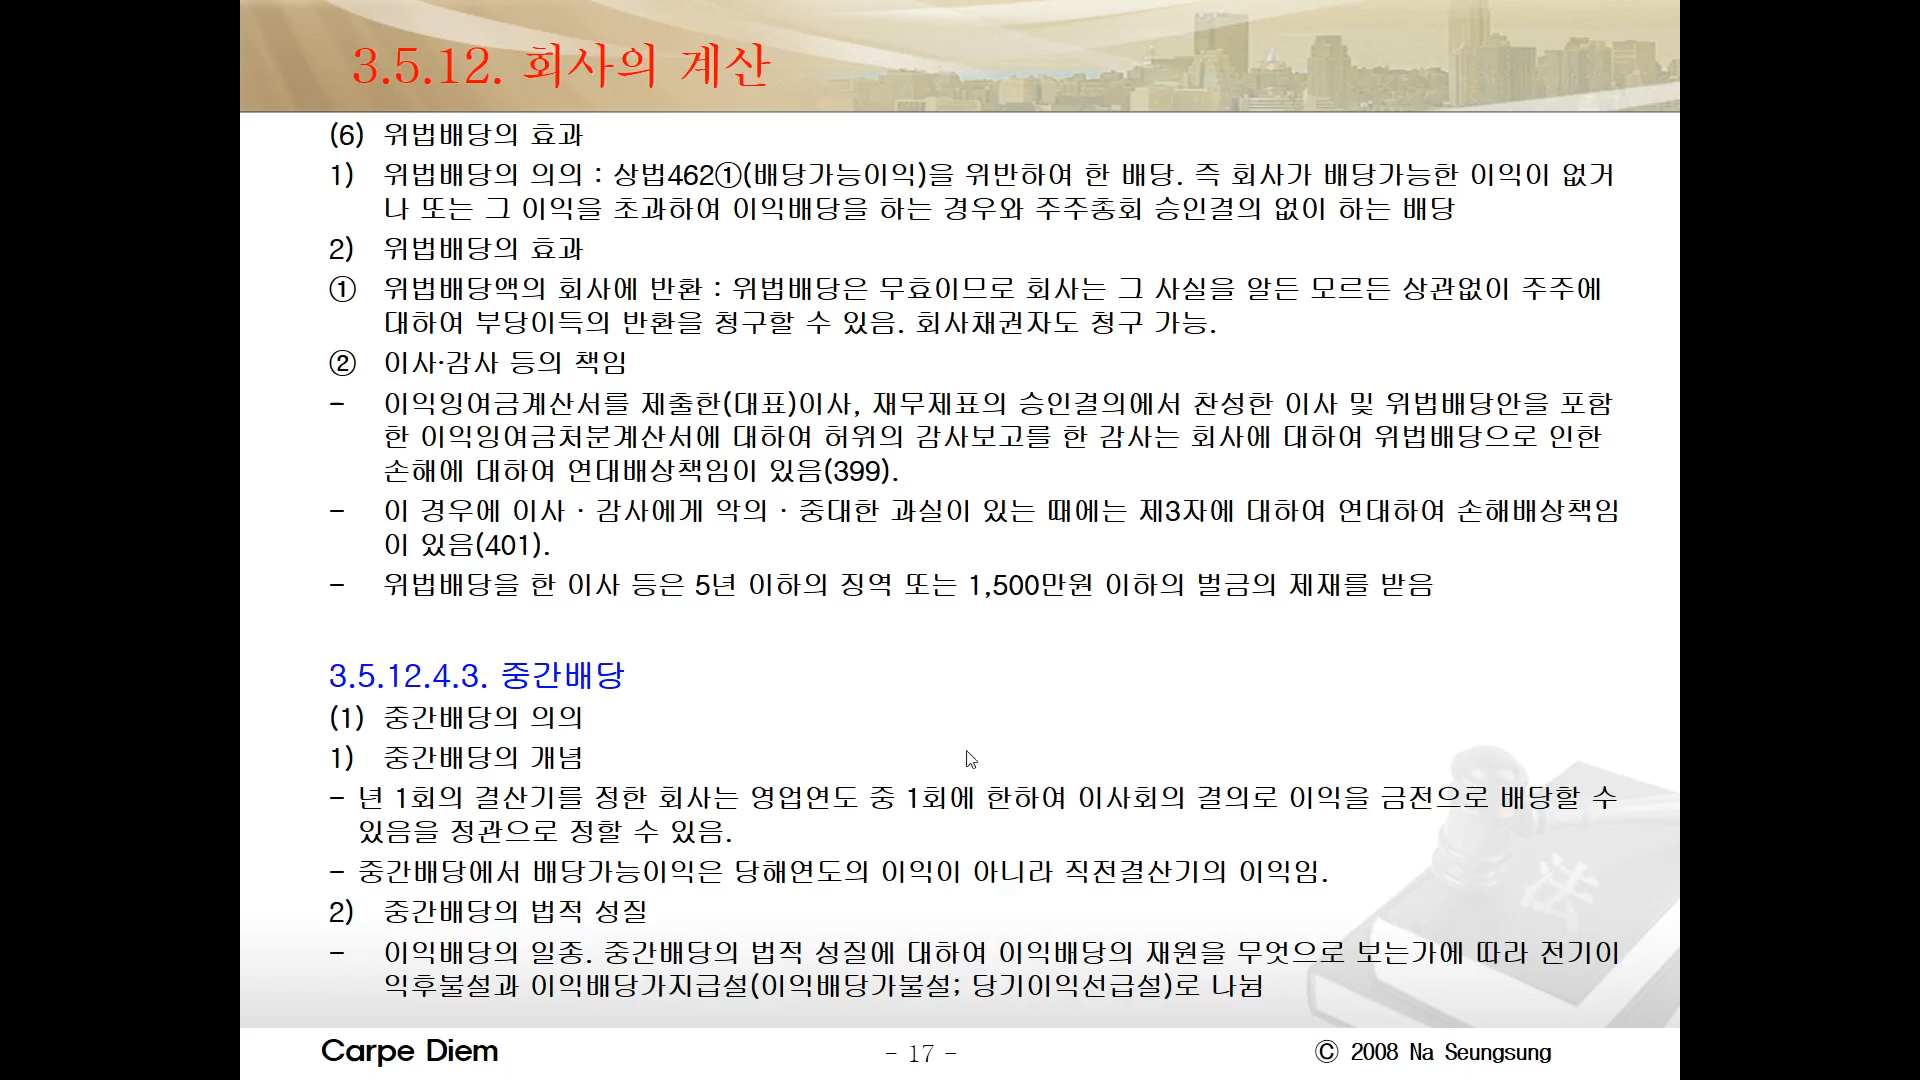 3.5.12. 회사의 계산
(6) 위법배당의 효과
1) 위법배당의 의의 : 상법462①(배당가능이익)을 위반하여 한 배당. 즉 회사가 배당가능한 이익이 없거
나 또는 그 이익을 초과하여 이익배당을 하는 경우와 주주총회 승인결의 없이 하는 배당
2) 위법배당의 효과
① 위법배당액의 회사에 반환 : 위법배당은 무효이므로 회사는 그 사실을 알든 모르든 상관없이 주주에
대하여 부당이득의 반환을 청구할 수 있음. 회사채권자도 청구 가능.
② 이사·감사 등의 책임
- 이익잉여금계산서를 제출한(대표)이사, 재무제표의 승인결의에서 찬성한 이사 및 위법배당안을 포함
한 이익잉여금처분계산서에 대하여 허위의 감사보고를 한 감사는 회사에 대하여 위법배당으로 인한
손해에 대하여 연대배상책임이 있음(399).
- 이 경우에 이사 · 감사에게 악의 · 중대한 과실이 있는 때에는 제3자에 대하여 연대하여 손해배상책임
이 있음(401).
- 위법배당을 한 이사 등은 5년 이하의 징역 또는 1,500만원 이하의 벌금의 제재를 받음
3.5.12.4.3. 중간배당
(1) 중간배당의 의의
1) 중간배당의 개념
- 년 1회의 결산기를 정한 회사는 영업연도 중 1회에 한하여 이사회의 결의로 이익을 금전으로 배당할 수
있음을 정관으로 정할 수 있음.
- 중간배당에서 배당가능이익은 당해연도의 이익이 아니라 직전결산기의 이익임.
2) 중간배당의 법적 성질
- 이익배당의 일종. 중간배당의 법적 성질에 대하여 이익배당의 재원을 무엇으로 보는가에 따라 전기이
익후불설과 이익배당가지급설(이익배당가불설; 당기이익선급설)로 나뉨
法
Carpe Diem
- 17 -
ⓒ 2008 Na Seungsung